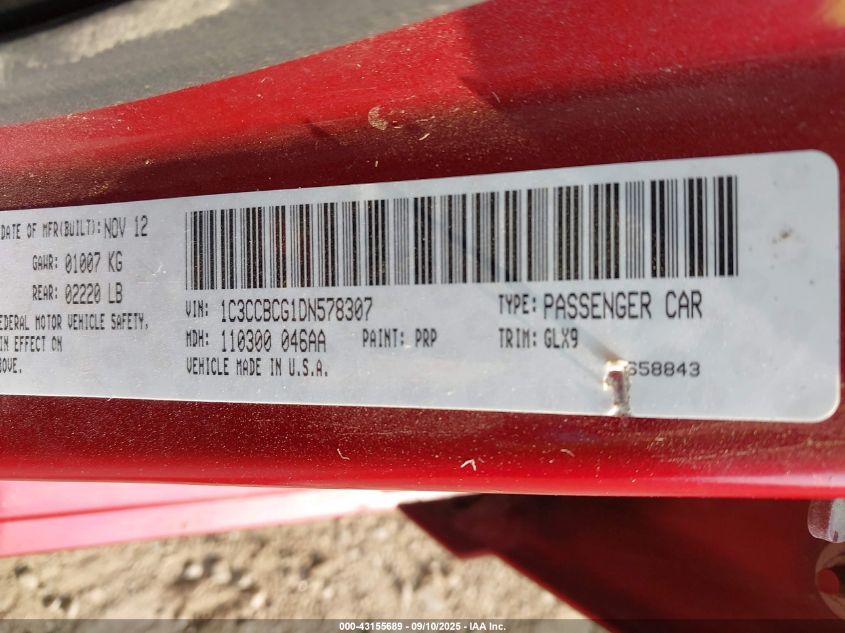 DATE OF MFR(BUILT): NOV 12
GAWR: 01007 KG
REAR: 02220 LB
VEHICLE SAFETY,
MOTOR
IN EFFECT ON
VIN: 1C3CCBCG1DN578307 TYPE: PASSENGER CAR
MDH: 110300 046AA PAINT: PRP TRIM: GLX9
VEHICLE MADE IN U.S.A.
658843
000-43155689 - 09/10/2025 - IAA Inc.